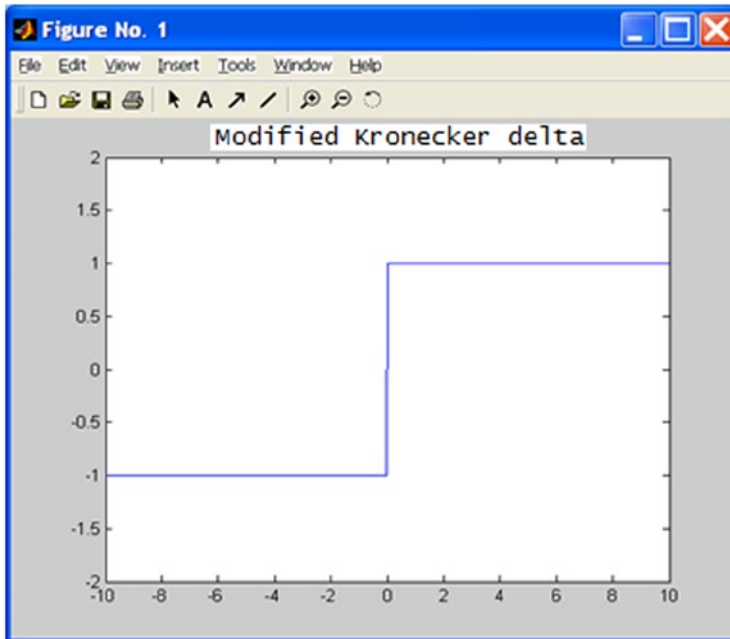 Figure No. 1
File Edit View Insert Tools Window Help
A
Modified Kronecker delta
2
1.5
1
0.5
0
-0.5
-1
-1.5
-2
-10 -8 -6 -4 -2 0 2 4 6 8 10